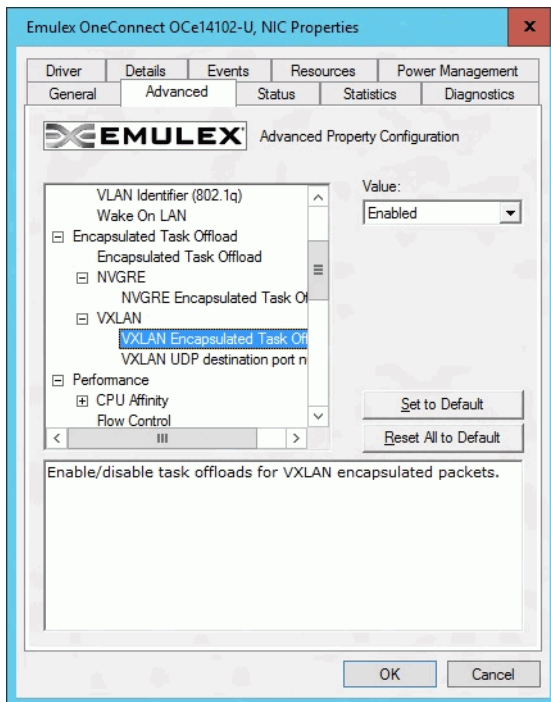 Emulex OneConnect OCe14102-U, NIC Properties
x
Driver Details Events Resources Power Management
General Advanced Status Statistics Diagnostics
EMULEX Advanced Property Configuration
VLAN Identifier (802.1q)
Wake On LAN
Encapsulated Task Offload
Encapsulated Task Offload
NVGRE
NVGRE Encapsulated Task Of
VXLAN
VXLAN Encapsulated Task Off
VXLAN UDP destination port n
Performance
CPU Affinity
Flow Control
Value:
Enabled
Set to Default
Reset All to Default
Enable/disable task offloads for VXLAN encapsulated packets.
OK Cancel